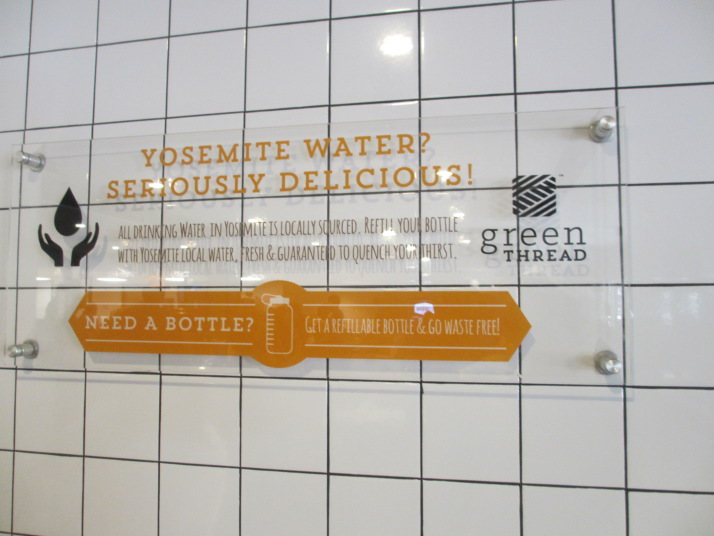 YOSEMITE WATER?
SERIOUSLY DELICIOUS!
ALL DRINKING WATER IN YOSEMITE IS LOCALLY SOURCED. REFILL YOUR BOTTLE
WITH YOSEMITE LOCAL WATER, FRESH & GUARANTEED TO QUENCH YOUR THIRST.
green
THREAD
™
NEED A BOTTLE?
GET A REFILLABLE BOTTLE & GO WASTE FREE!